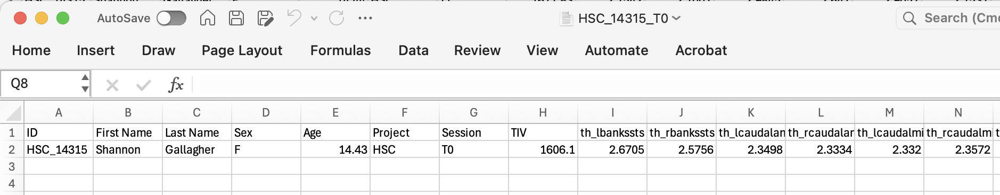 AutoSave HSC_14315_T0 Search (Cmd
Home Insert Draw Page Layout Formulas Data Review View Automate Acrobat
Q8 fx
A B C D E F G H I J K L M N
1 ID First Name Last Name Sex Age Project Session TIV th_lbankssts th_rbankssts th_lcaudalan th_rcaudalar th_lcaudalmi th_rcaudalmi t
2 HSC_14315 Shannon Gallagher F 14.43 HSC T0 1606.1 2.6705 2.5756 2.3498 2.3334 2.332 2.3572
3
4